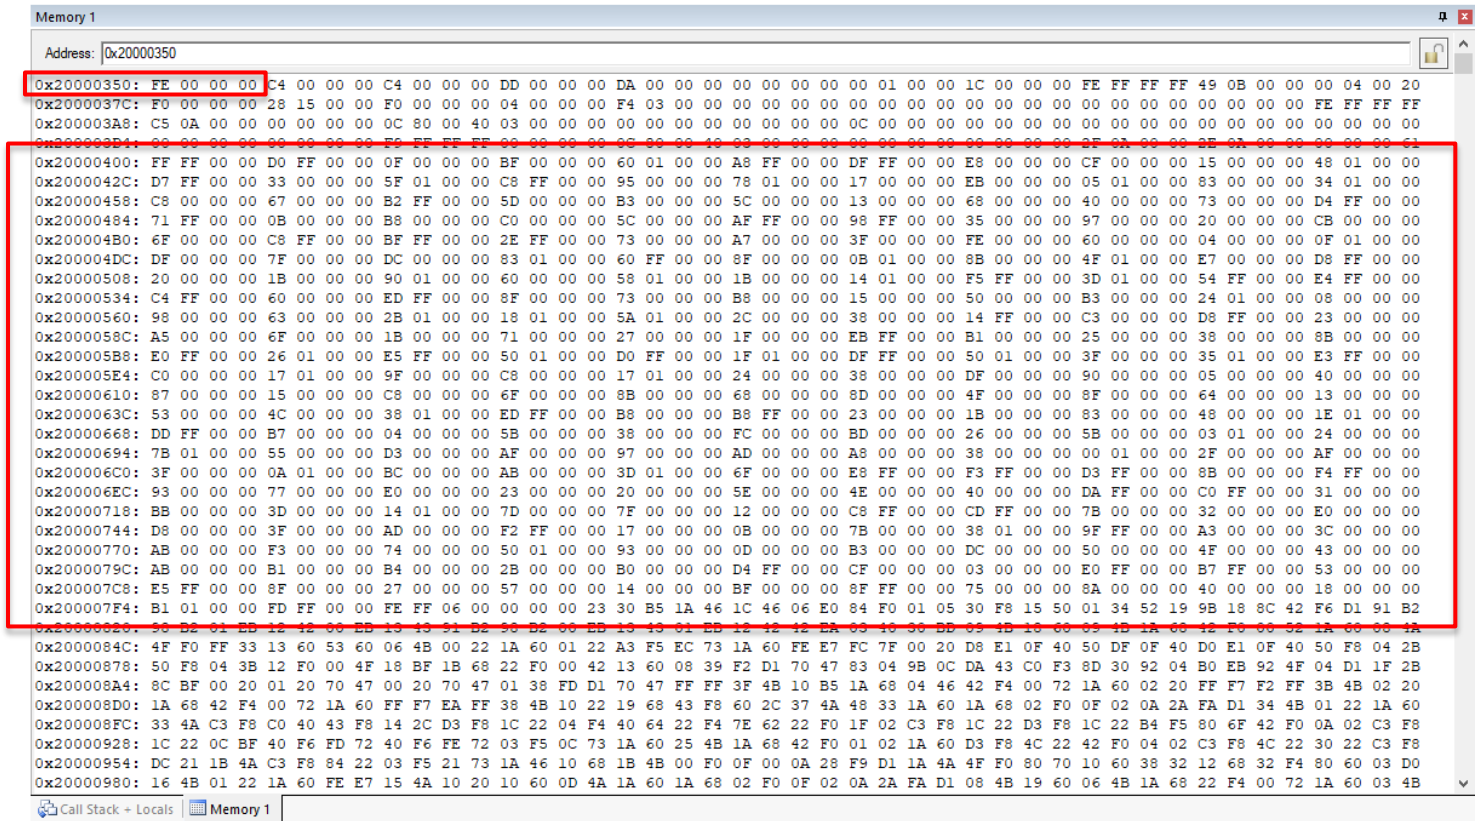 Memory 1
Address: 0x20000350
0x20000350: FE 00 00 00 C4 00 00 00 C4 00 00 00 DD 00 00 00 DA 00 00 00 00 00 00 00 01 00 00 1C 00 00 00 FE FF FF FF 49 0B 00 00 00 04 00 20
0x2000037C: F0 00 00 00 28 15 00 00 F0 00 00 00 04 00 00 00 F4 03 00 00 00 00 00 00 00 00 00 00 00 00 00 00 00 00 00 00 00 00 00 00 FE FF FF FF
0x200003A8: C5 0A 00 00 00 00 00 00 0C 80 00 40 03 00 00 00 00 00 00 00 00 00 0C 00 00 00 00 00 00 00 00 00 00 00 00 00 00 00 00 00 00 00 00 00
0x20000400: FF FF 00 00 D0 FF 00 00 0F 00 00 00 BF 00 00 00 60 01 00 00 A8 FF 00 00 DF FF 00 00 E8 00 00 00 CF 00 00 00 15 00 00 00 48 01 00 00
0x2000042C: D7 FF 00 00 33 00 00 00 5F 01 00 00 C8 FF 00 00 95 00 00 00 78 01 00 00 17 00 00 00 EB 00 00 00 05 01 00 00 83 00 00 00 34 01 00 00
0x20000458: C8 00 00 00 67 00 00 00 B2 FF 00 00 5D 00 00 00 B3 00 00 00 5C 00 00 00 13 00 00 00 68 00 00 00 40 00 00 00 73 00 00 00 D4 FF 00 00
0x20000484: 71 FF 00 00 0B 00 00 00 B8 00 00 00 C0 00 00 00 5C 00 00 00 AF FF 00 00 98 FF 00 00 35 00 00 00 97 00 00 00 20 00 00 00 CB 00 00 00
0x200004B0: 6F 00 00 00 C8 FF 00 00 BF FF 00 00 2E FF 00 00 73 00 00 00 A7 00 00 00 3F 00 00 00 FE 00 00 00 60 00 00 00 04 00 00 00 0F 01 00 00
0x200004DC: DF 00 00 00 7F 00 00 00 DC 00 00 00 83 01 00 00 60 FF 00 00 8F 00 00 00 0B 01 00 00 8B 00 00 00 4F 01 00 00 E7 00 00 00 D8 FF 00 00
0x20000508: 20 00 00 00 1B 00 00 00 90 01 00 00 60 00 00 00 58 01 00 00 1B 00 00 00 14 01 00 00 F5 FF 00 00 3D 01 00 00 54 FF 00 00 E4 FF 00 00
0x20000534: C4 FF 00 00 60 00 00 00 ED FF 00 00 8F 00 00 00 73 00 00 00 B8 00 00 00 15 00 00 00 50 00 00 00 B3 00 00 00 24 01 00 00 08 00 00 00
0x20000560: 98 00 00 00 63 00 00 00 2B 01 00 00 18 01 00 00 5A 01 00 00 2C 00 00 00 38 00 00 00 14 FF 00 00 C3 00 00 00 D8 FF 00 00 23 00 00 00
0x2000058C: A5 00 00 00 6F 00 00 00 1B 00 00 00 71 00 00 00 27 00 00 00 1F 00 00 00 EB FF 00 00 B1 00 00 00 25 00 00 00 38 00 00 00 8B 00 00 00
0x200005B8: E0 FF 00 00 26 01 00 00 E5 FF 00 00 50 01 00 00 D0 FF 00 00 1F 01 00 00 DF FF 00 00 50 01 00 00 3F 00 00 00 35 01 00 00 E3 FF 00 00
0x200005E4: C0 00 00 00 17 01 00 00 9F 00 00 00 C8 00 00 00 17 01 00 00 24 00 00 00 38 00 00 00 DF 00 00 00 90 00 00 00 05 00 00 00 40 00 00 00
0x20000610: 87 00 00 00 15 00 00 00 C8 00 00 00 6F 00 00 00 8B 00 00 00 68 00 00 00 8D 00 00 00 4F 00 00 00 8F 00 00 00 64 00 00 00 13 00 00 00
0x2000063C: 53 00 00 00 4C 00 00 00 38 01 00 00 ED FF 00 00 B8 00 00 00 B8 FF 00 00 23 00 00 00 1B 00 00 00 83 00 00 00 48 00 00 00 1E 01 00 00
0x20000668: DD FF 00 00 B7 00 00 00 04 00 00 00 5B 00 00 00 38 00 00 00 FC 00 00 00 BD 00 00 00 26 00 00 00 5B 00 00 00 03 01 00 00 24 00 00 00
0x20000694: 7B 01 00 00 55 00 00 00 D3 00 00 00 AF 00 00 00 97 00 00 00 AD 00 00 00 A8 00 00 00 38 00 00 00 00 01 00 00 2F 00 00 00 AF 00 00 00
0x200006C0: 3F 00 00 00 0A 01 00 00 BC 00 00 00 AB 00 00 00 3D 01 00 00 6F 00 00 00 E8 FF 00 00 F3 FF 00 00 D3 FF 00 00 8B 00 00 00 F4 FF 00 00
0x200006EC: 93 00 00 00 77 00 00 00 E0 00 00 00 23 00 00 00 20 00 00 00 5E 00 00 00 4E 00 00 00 40 00 00 00 DA FF 00 00 C0 FF 00 00 31 00 00 00
0x20000718: BB 00 00 00 3D 00 00 00 14 01 00 00 7D 00 00 00 7F 00 00 00 12 00 00 00 C8 FF 00 00 CD FF 00 00 7B 00 00 00 32 00 00 00 E0 00 00 00
0x20000744: D8 00 00 00 3F 00 00 00 AD 00 00 00 F2 FF 00 00 17 00 00 00 0B 00 00 00 7B 00 00 00 38 01 00 00 9F FF 00 00 A3 00 00 00 3C 00 00 00
0x20000770: AB 00 00 00 F3 00 00 00 74 00 00 00 50 01 00 00 93 00 00 00 0D 00 00 00 B3 00 00 00 DC 00 00 00 50 00 00 00 4F 00 00 00 43 00 00 00
0x2000079C: AB 00 00 00 B1 00 00 00 B4 00 00 00 2B 00 00 00 B0 00 00 00 D4 FF 00 00 CF 00 00 00 03 00 00 00 E0 FF 00 00 B7 FF 00 00 53 00 00 00
0x200007C8: E5 FF 00 00 8F 00 00 00 27 00 00 00 57 00 00 00 14 00 00 00 BF 00 00 00 8F FF 00 00 75 00 00 00 8A 00 00 00 40 00 00 00 18 00 00 00
0x200007F4: B1 01 00 00 FD FF 00 00 FE FF 06 00 00 00 00 23 30 B5 1A 46 1C 46 06 E0 84 F0 01 05 30 F8 15 50 01 34 52 19 9B 18 8C 42 F6 D1 91 B2
0x2000084C: 4F F0 FF 33 13 60 53 60 06 4B 00 22 1A 60 01 22 A3 F5 EC 73 1A 60 FE E7 FC 7F 00 20 D8 E1 0F 40 50 DF 0F 40 D0 E1 0F 40 50 F8 04 2B
0x20000878: 50 F8 04 3B 12 F0 00 4F 18 BF 1B 68 22 F0 00 42 13 60 08 39 F2 D1 70 47 83 04 9B 0C DA 43 C0 F3 8D 30 92 04 B0 EB 92 4F 04 D1 1F 2B
0x200008A4: 8C BF 00 20 01 20 70 47 00 20 70 47 01 38 FD D1 70 47 FF FF 3F 4B 10 B5 1A 68 04 46 42 F4 00 72 1A 60 02 20 FF F7 F2 FF 3B 4B 02 20
0x200008D0: 1A 68 42 F4 00 72 1A 60 FF F7 EA FF 38 4B 10 22 19 68 43 F8 60 2C 37 4A 48 33 1A 60 1A 68 02 F0 0F 02 0A 2A FA D1 34 4B 01 22 1A 60
0x200008FC: 33 4A C3 F8 C0 40 43 F8 14 2C D3 F8 1C 22 04 F4 40 64 22 F4 7E 62 22 F0 1F 02 C3 F8 1C 22 D3 F8 1C 22 B4 F5 80 6F 42 F0 0A 02 C3 F8
0x20000928: 1C 22 0C BF 40 F6 FD 72 40 F6 FE 72 03 F5 0C 73 1A 60 25 4B 1A 68 42 F0 01 02 1A 60 D3 F8 4C 22 42 F0 04 02 C3 F8 4C 22 30 22 C3 F8
0x20000954: DC 21 1B 4A C3 F8 84 22 03 F5 21 73 1A 46 10 68 1B 4B 00 F0 0F 00 0A 28 F9 D1 1A 4A 4F F0 80 70 10 60 38 32 12 68 32 F4 80 60 03 D0
0x20000980: 16 4B 01 22 1A 60 FE E7 15 4A 10 20 10 60 0D 4A 1A 60 1A 68 02 F0 0F 02 0A 2A FA D1 08 4B 19 60 06 4B 1A 68 22 F4 00 72 1A 60 03 4B
Call Stack + Locals
Memory 1